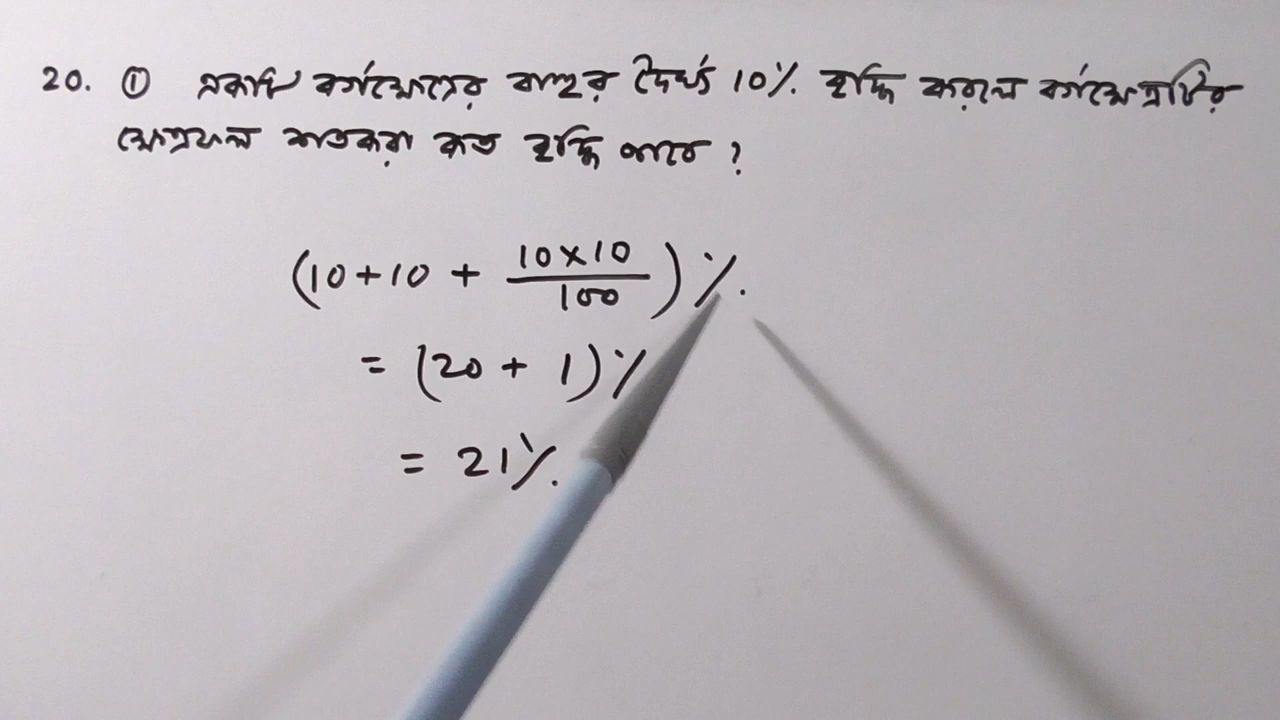 20. ① একটি বর্গক্ষেত্রের বাহুর দৈর্ঘ্য 10% বৃদ্ধি করলে বর্গক্ষেত্রটির
ক্ষেত্রফল শতকরা কত বৃদ্ধি পাবে ?
(10+10 + 10×10/100) %.
= (20 + 1)%
= 21%.